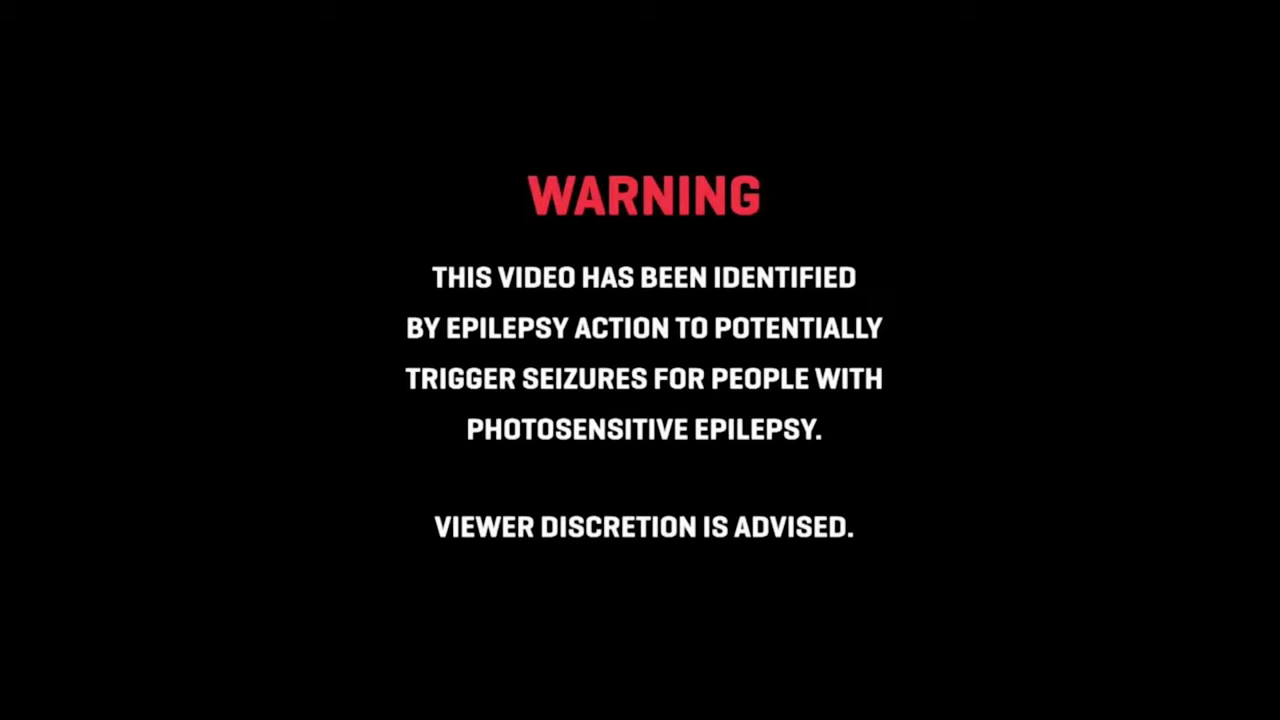 WARNING
THIS VIDEO HAS BEEN IDENTIFIED
BY EPILEPSY ACTION TO POTENTIALLY
TRIGGER SEIZURES FOR PEOPLE WITH
PHOTOSENSITIVE EPILEPSY.
VIEWER DISCRETION IS ADVISED.